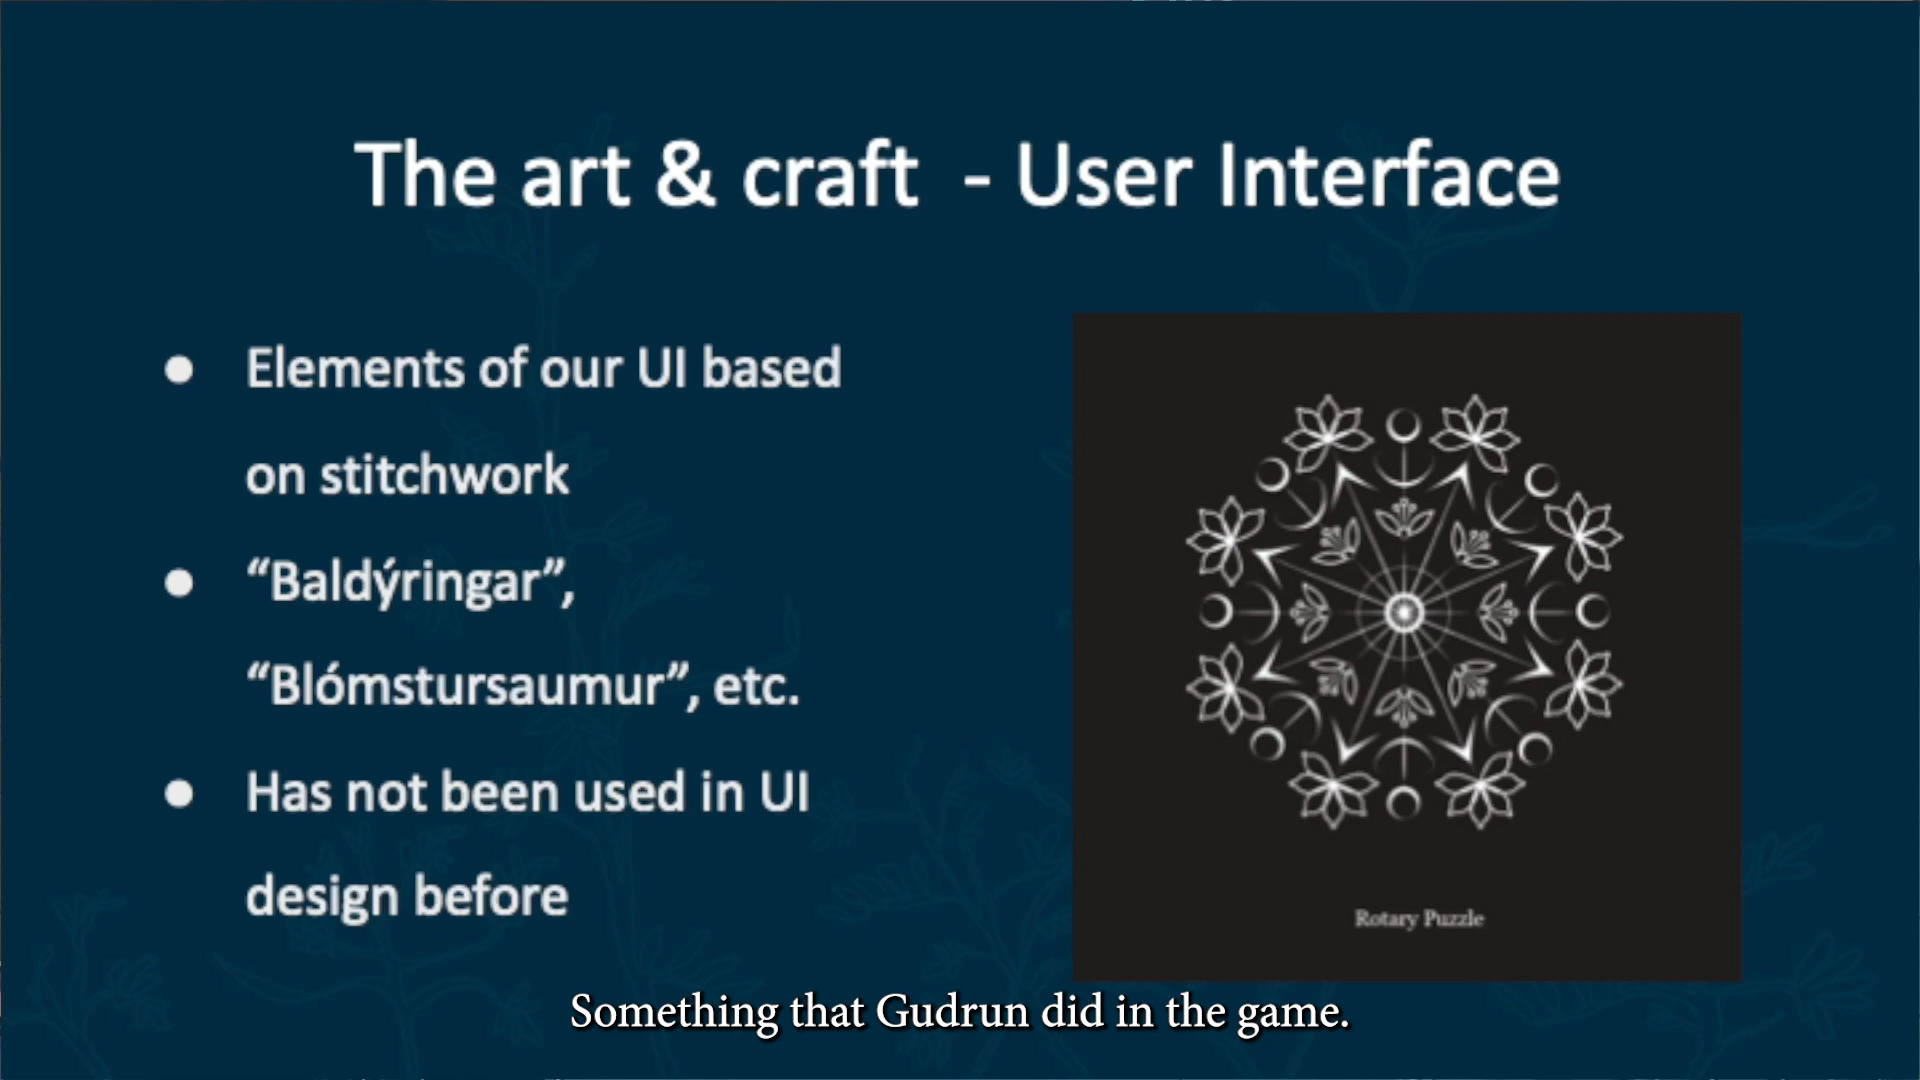 The art & craft  - User Interface
● Elements of our UI based
on stitchwork
● “Baldýringar”,
“Blómstursaumur”, etc.
● Has not been used in UI
design before
Rotary Puzzle
Something that Gudrun did in the game.